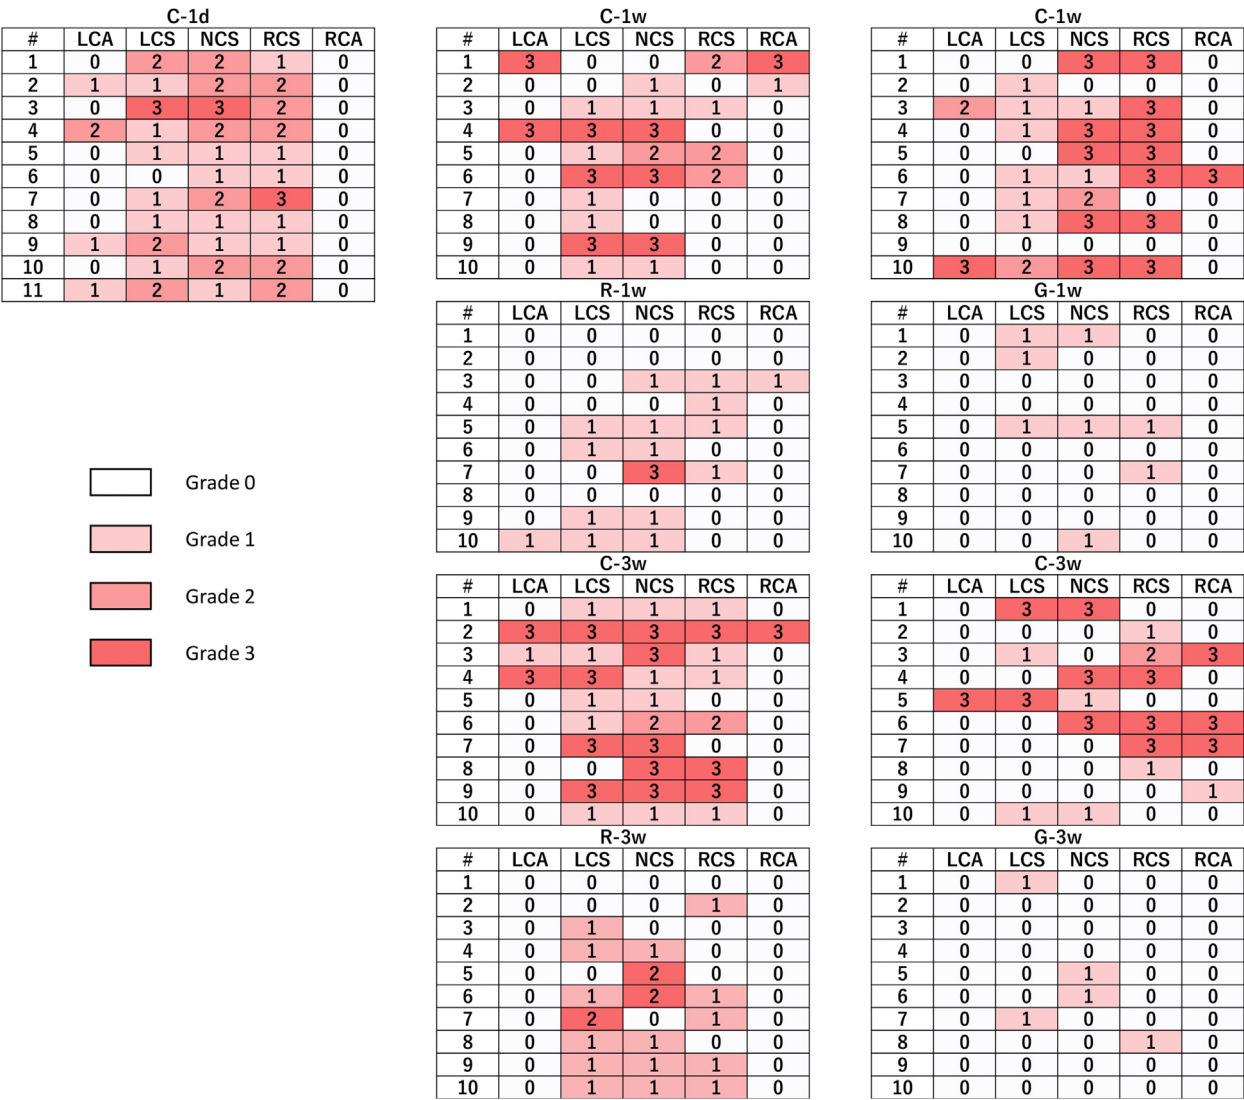 C-1d
# LCA LCS NCS RCS RCA
1 0 2 2 1 0
2 1 1 2 2 0
3 0 3 3 2 0
4 2 1 2 2 0
5 0 1 1 1 0
6 0 0 1 1 0
7 0 1 2 3 0
8 0 1 1 1 0
9 1 2 1 1 0
10 0 1 2 2 0
11 1 2 1 2 0
C-1w
# LCA LCS NCS RCS RCA
1 3 0 0 2 3
2 0 0 1 0 1
3 0 1 1 1 0
4 3 3 3 0 0
5 0 1 2 2 0
6 0 3 3 2 0
7 0 1 0 0 0
8 0 1 0 0 0
9 0 3 3 0 0
10 0 1 1 0 0
C-1w
# LCA LCS NCS RCS RCA
1 0 0 3 3 0
2 0 1 0 0 0
3 2 1 1 3 0
4 0 1 3 3 0
5 0 0 3 3 0
6 0 1 1 3 3
7 0 1 2 0 0
8 0 1 3 3 0
9 0 0 0 0 0
10 3 2 3 3 0
R-1w
# LCA LCS NCS RCS RCA
1 0 0 0 0 0
2 0 0 0 0 0
3 0 0 1 1 1
4 0 0 0 1 0
5 0 1 1 1 0
6 0 1 1 0 0
7 0 0 3 1 0
8 0 0 0 0 0
9 0 1 1 0 0
10 1 1 1 0 0
G-1w
# LCA LCS NCS RCS RCA
1 0 1 1 0 0
2 0 1 0 0 0
3 0 0 0 0 0
4 0 0 0 0 0
5 0 1 1 1 0
6 0 0 0 0 0
7 0 0 0 1 0
8 0 0 0 0 0
9 0 0 0 0 0
10 0 0 1 0 0
Grade 0
Grade 1
Grade 2
Grade 3
C-3w
# LCA LCS NCS RCS RCA
1 0 1 1 1 0
2 3 3 3 3 3
3 1 1 3 1 0
4 3 3 1 1 0
5 0 1 1 0 0
6 0 1 2 2 0
7 0 3 3 0 0
8 0 0 3 3 0
9 0 3 3 3 0
10 0 1 1 1 0
C-3w
# LCA LCS NCS RCS RCA
1 0 3 3 0 0
2 0 0 0 1 0
3 0 1 0 2 3
4 0 0 3 3 0
5 3 3 1 0 0
6 0 0 3 3 3
7 0 0 0 3 3
8 0 0 0 1 0
9 0 0 0 0 1
10 0 1 1 0 0
R-3w
# LCA LCS NCS RCS RCA
1 0 0 0 0 0
2 0 0 0 1 0
3 0 1 0 0 0
4 0 1 1 0 0
5 0 0 2 0 0
6 0 1 2 1 0
7 0 2 0 1 0
8 0 1 1 0 0
9 0 1 1 1 0
10 0 1 1 1 0
G-3w
# LCA LCS NCS RCS RCA
1 0 1 0 0 0
2 0 0 0 0 0
3 0 0 0 0 0
4 0 0 0 0 0
5 0 0 1 0 0
6 0 0 1 0 0
7 0 1 0 0 0
8 0 0 0 1 0
9 0 0 0 0 0
10 0 0 0 0 0